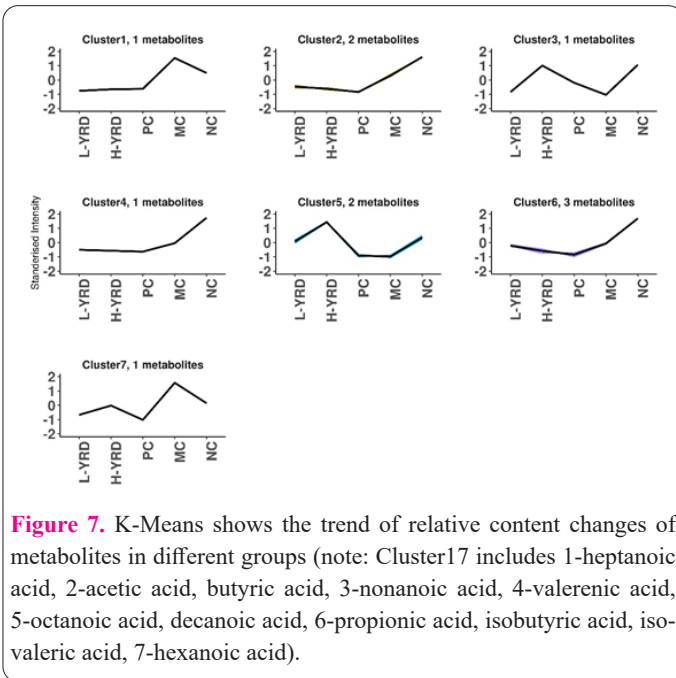 Cluster1, 1 metabolites
2
1
0
-1
-2
L-YRD
H-YRD
PC
MC
NC
Cluster2, 2 metabolites
2
1
0
-1
-2
L-YRD
H-YRD
PC
MC
NC
Cluster3, 1 metabolites
2
1
0
-1
-2
L-YRD
H-YRD
PC
MC
NC
Standerised Intensity
Cluster4, 1 metabolites
2
1
0
-1
-2
L-YRD
H-YRD
PC
MC
NC
Cluster5, 2 metabolites
2
1
0
-1
-2
L-YRD
H-YRD
PC
MC
NC
Cluster6, 3 metabolites
2
1
0
-1
-2
L-YRD
H-YRD
PC
MC
NC
Cluster7, 1 metabolites
2
1
0
-1
-2
L-YRD
H-YRD
PC
MC
NC
Figure 7. K-Means shows the trend of relative content changes of
metabolites in different groups (note: Cluster17 includes 1-heptanoic
acid, 2-acetic acid, butyric acid, 3-nonanoic acid, 4-valerenic acid,
5-octanoic acid, decanoic acid, 6-propionic acid, isobutyric acid, iso-
valeric acid, 7-hexanoic acid).